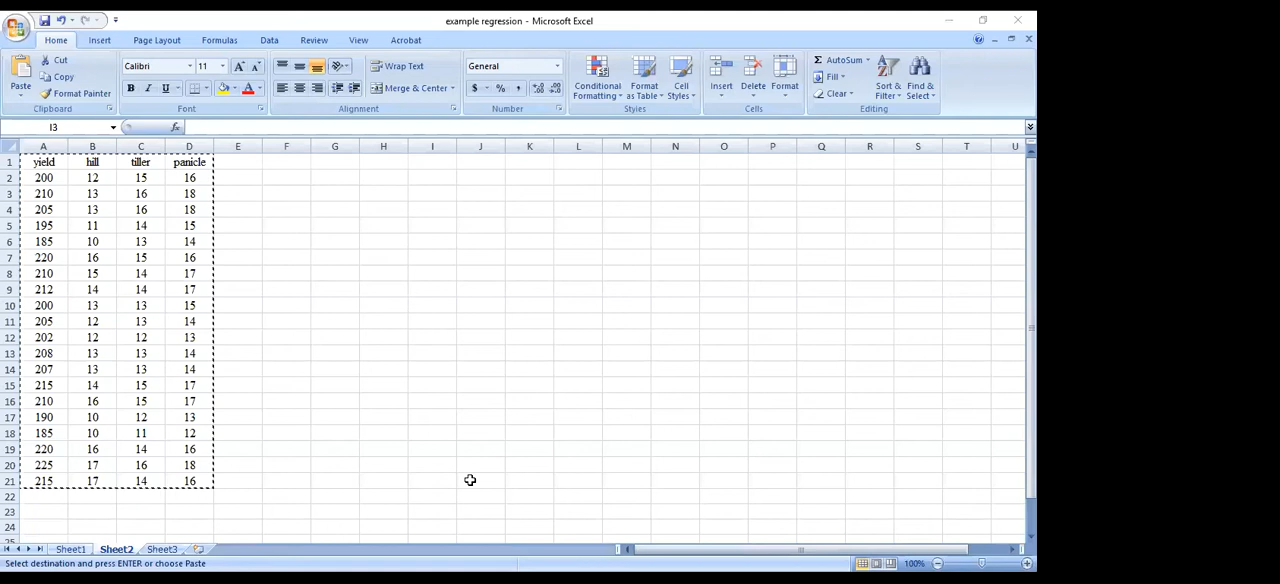 example regression - Microsoft Excel
Home Insert Page Layout Formulas Data Review View Acrobat
Paste
Cut
Copy
Format Painter
Clipboard
Calibri 11
B I U
Font
Wrap Text
Merge & Center
Alignment
General
$ % ,
Number
Conditional Formatting
Format as Table
Cell Styles
Styles
Insert Delete Format
Cells
Σ AutoSum
Fill
Clear
Sort & Filter
Find & Select
Editing
I3 fx
A B C D E F G H I J K L M N O P Q R S T U
1 yield hill tiller panicle
2 200 12 15 16
3 210 13 16 18
4 205 13 16 18
5 195 11 14 15
6 185 10 13 14
7 220 16 15 16
8 210 15 14 17
9 212 14 14 17
10 200 13 13 15
11 205 12 13 14
12 202 12 12 13
13 208 13 13 14
14 207 13 13 14
15 215 14 15 17
16 210 16 15 17
17 190 10 12 13
18 185 10 11 12
19 220 16 14 16
20 225 17 16 18
21 215 17 14 16
22
23
24
25
Sheet1 Sheet2 Sheet3
Select destination and press ENTER or choose Paste
100%